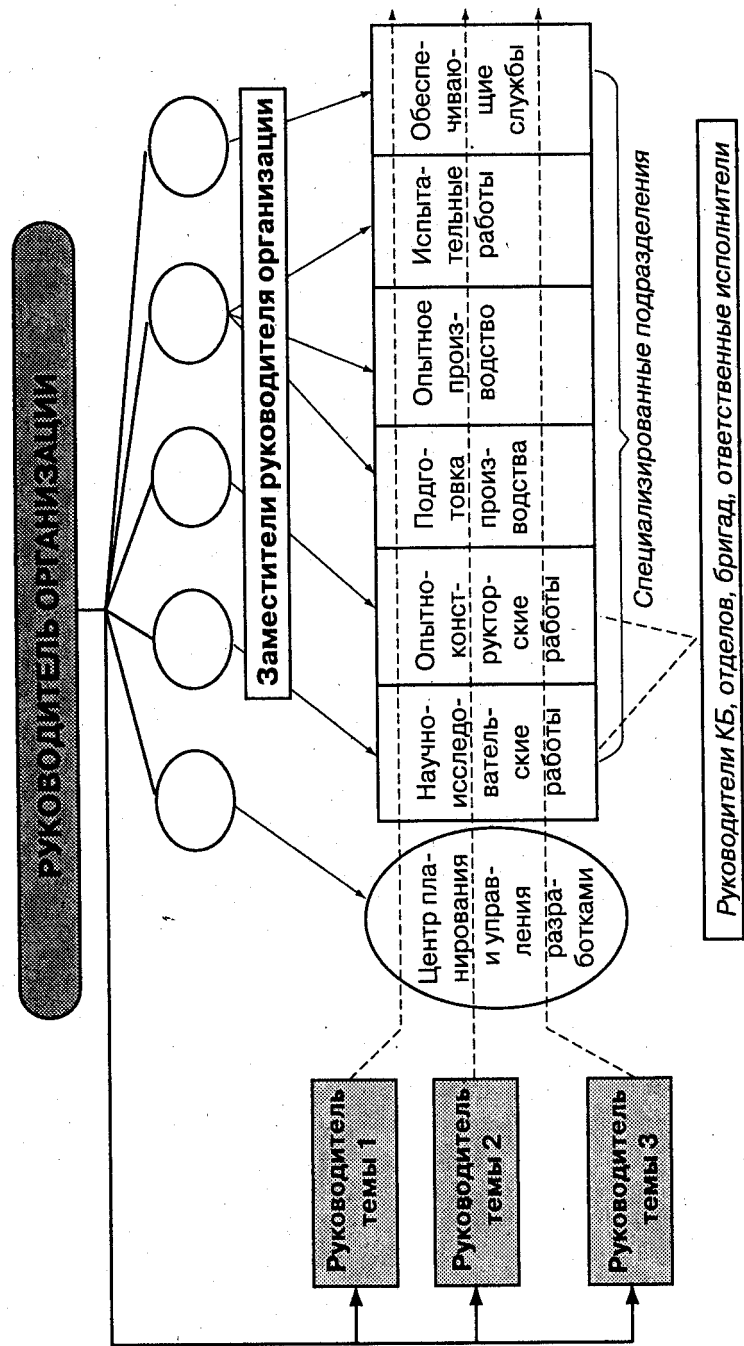 РУКОВОДИТЕЛЬ ОРГАНИЗАЦИИ
Заместители руководителя организации
Руководитель
темы 1
Руководитель
темы 2
Руководитель
темы 3
Центр пла-
нирования
и управ-
ления
разра-
ботками
Научно-
исследо-
ватель-
ские
работы
Опытно-
конст-
руктор-
ские
работы
Подго-
товка
произ-
водства
Опытное
произ-
водство
Испыта-
тельные
работы
Обеспе-
чиваю-
щие
службы
Специализированные подразделения
Руководители КБ, отделов, бригад, ответственные исполнители